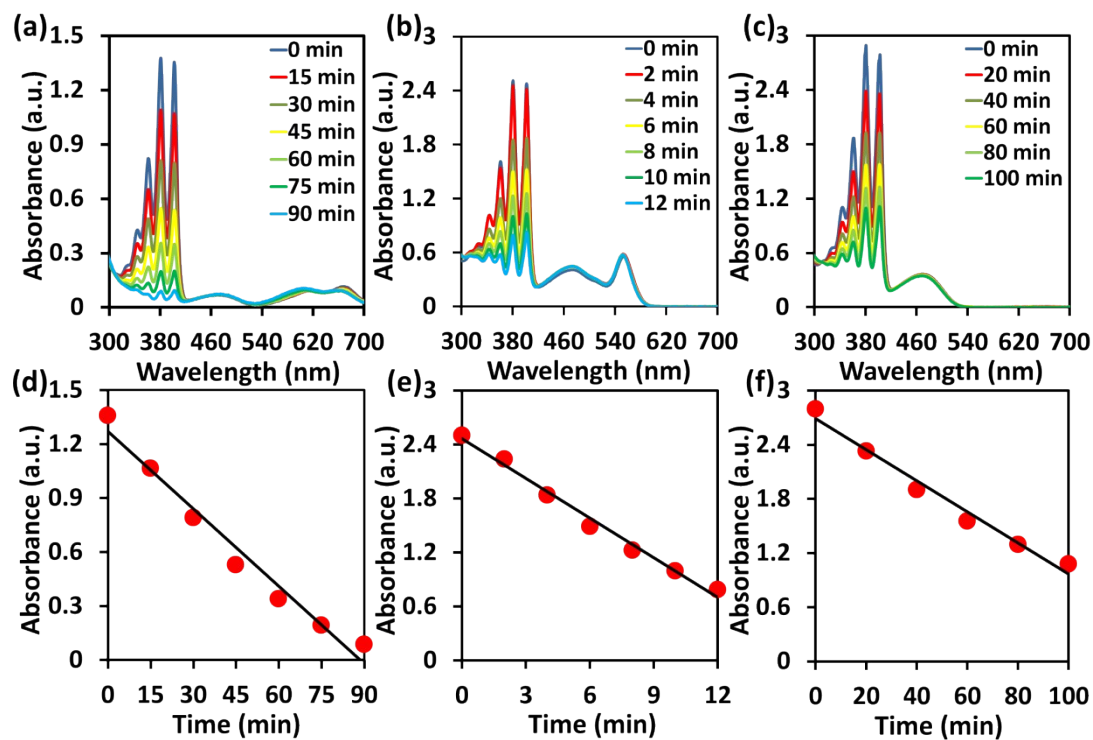 (a)
1.5
1.2
0.9
0.6
0.3
0
Absorbance (a.u.)
0 min
15 min
30 min
45 min
60 min
75 min
90 min
300 380 460 540 620 700
Wavelength (nm)
(b)
3
2.4
1.8
1.2
0.6
0
Absorbance (a.u.)
0 min
2 min
4 min
6 min
8 min
10 min
12 min
300 380 460 540 620 700
Wavelength (nm)
(c)
3
2.4
1.8
1.2
0.6
0
Absorbance (a.u.)
0 min
20 min
40 min
60 min
80 min
100 min
300 380 460 540 620 700
Wavelength (nm)
(d)
1.5
1.2
0.9
0.6
0.3
0
Absorbance (a.u.)
0 15 30 45 60 75 90
Time (min)
(e)
3
2.4
1.8
1.2
0.6
0
Absorbance (a.u.)
0 3 6 9 12
Time (min)
(f)
3
2.4
1.8
1.2
0.6
0
Absorbance (a.u.)
0 20 40 60 80 100
Time (min)